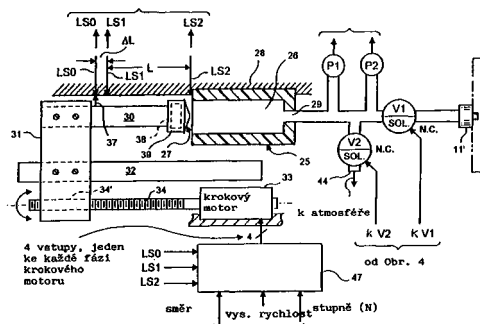 LS0 LS1 LS2
ΔL
LS0
LS1
L
LS2
28
26
P1
P2
31
30
37
38
39
27
29
25
V1
SOL.
N.C.
11'
V2
SOL.
N.C.
44
32
33
34'
34
krokový
motor
k atmosféře
k V2
k V1
od Obr. 4
4 vstupy, jeden
ke každé fázi
krokového
motoru
4
LS0
LS1
LS2
47
směr
vys. rychlost
stupně (N)